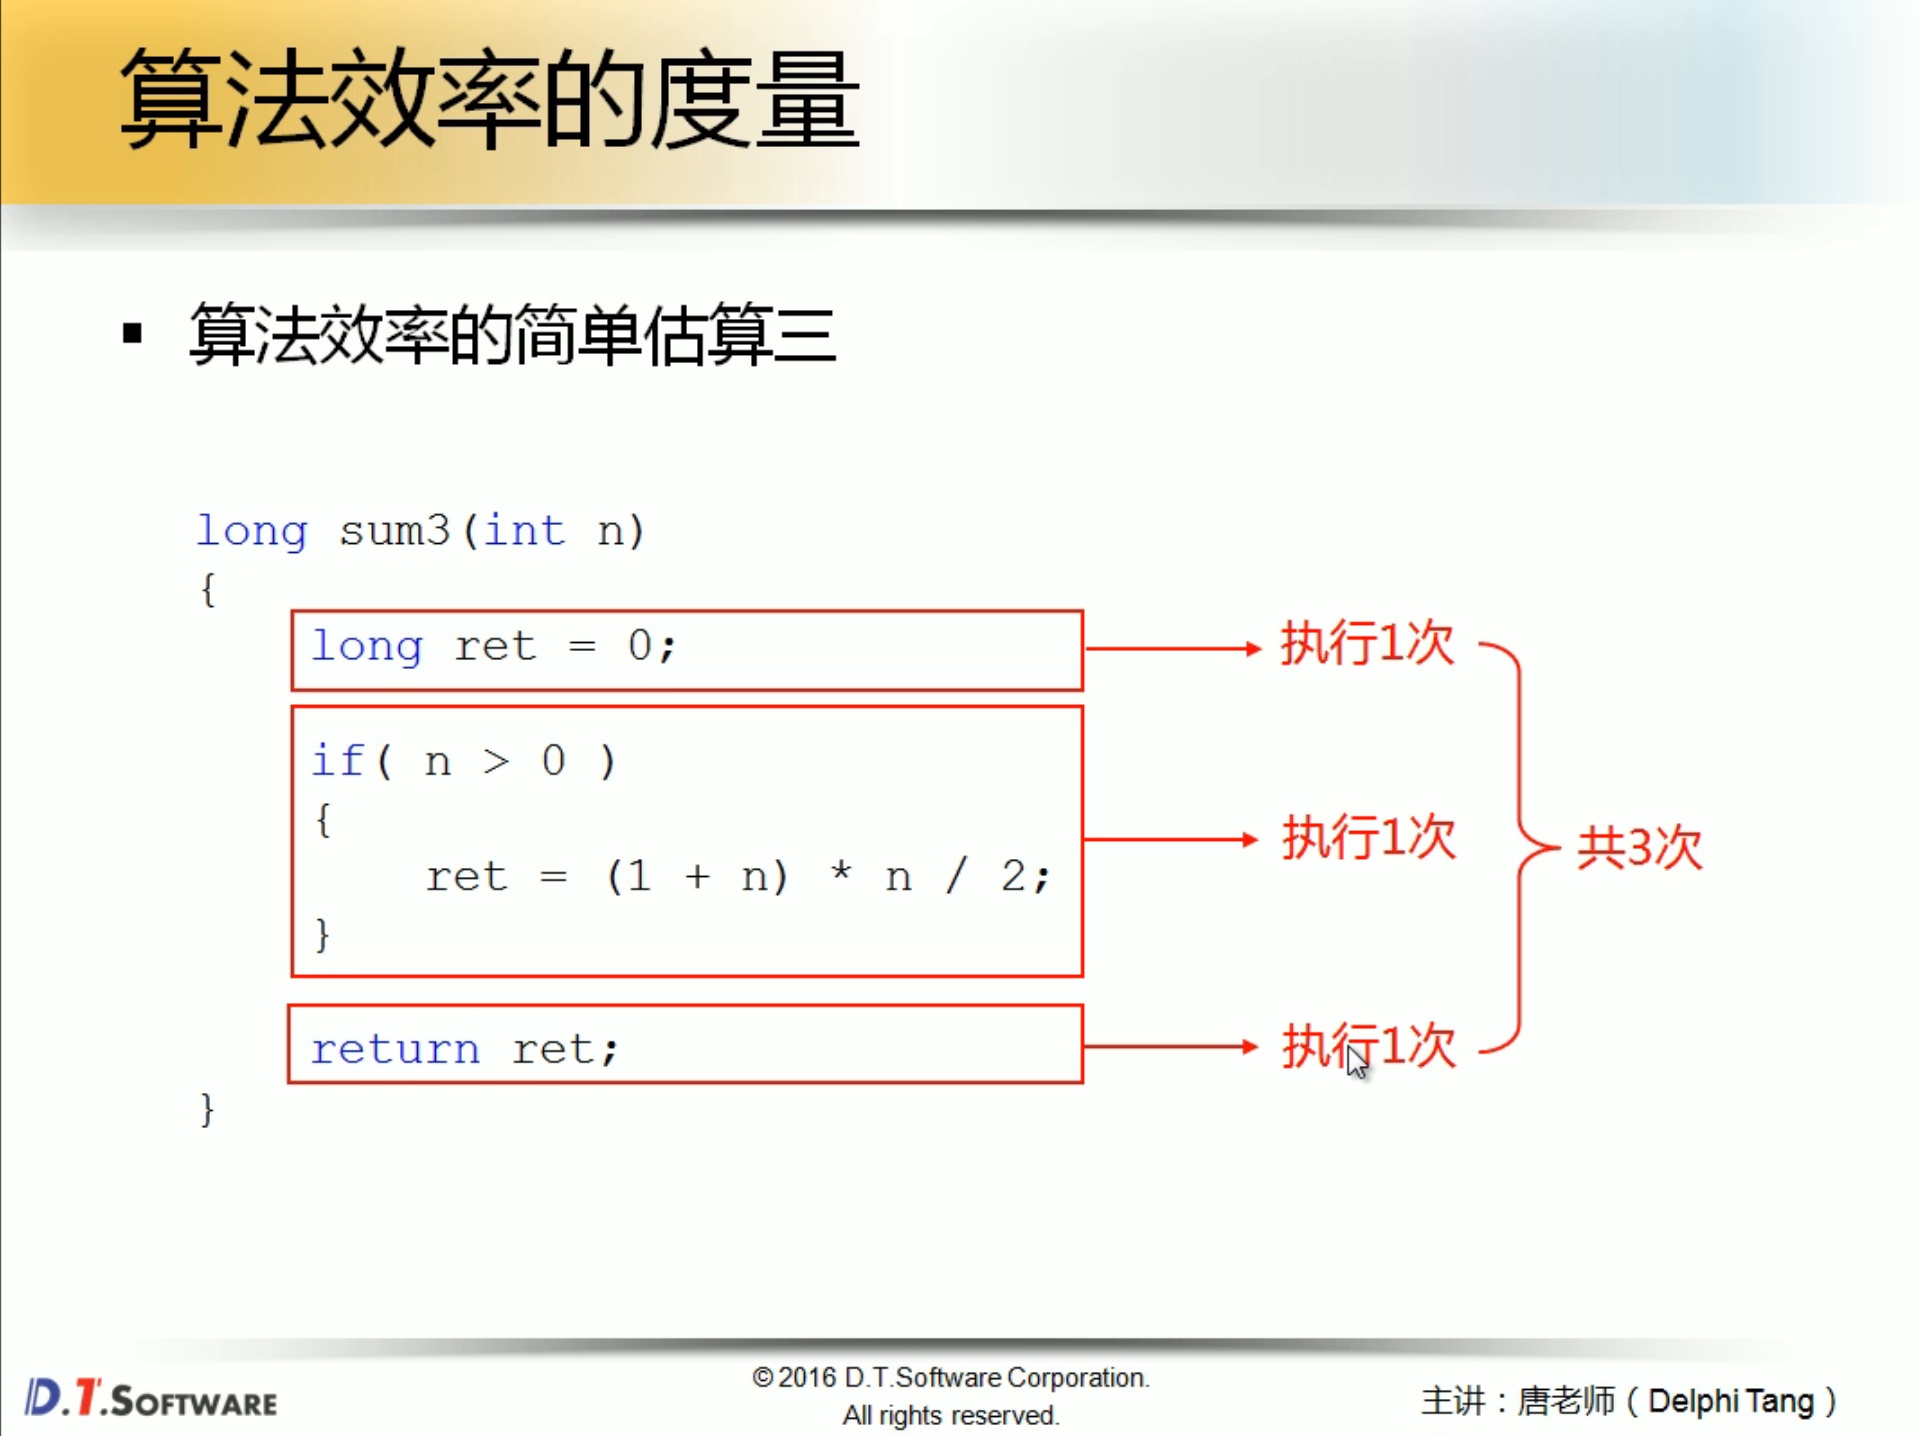 算法效率的度量
▪ 算法效率的简单估算三
long sum3(int n)
{
long ret = 0;
执行1次
if( n > 0 )
{
ret = (1 + n) * n / 2;
}
执行1次
共3次
return ret;
执行1次
}
D.T.SOFTWARE
© 2016 D.T.Software Corporation.
All rights reserved.
主讲：唐老师（Delphi Tang）